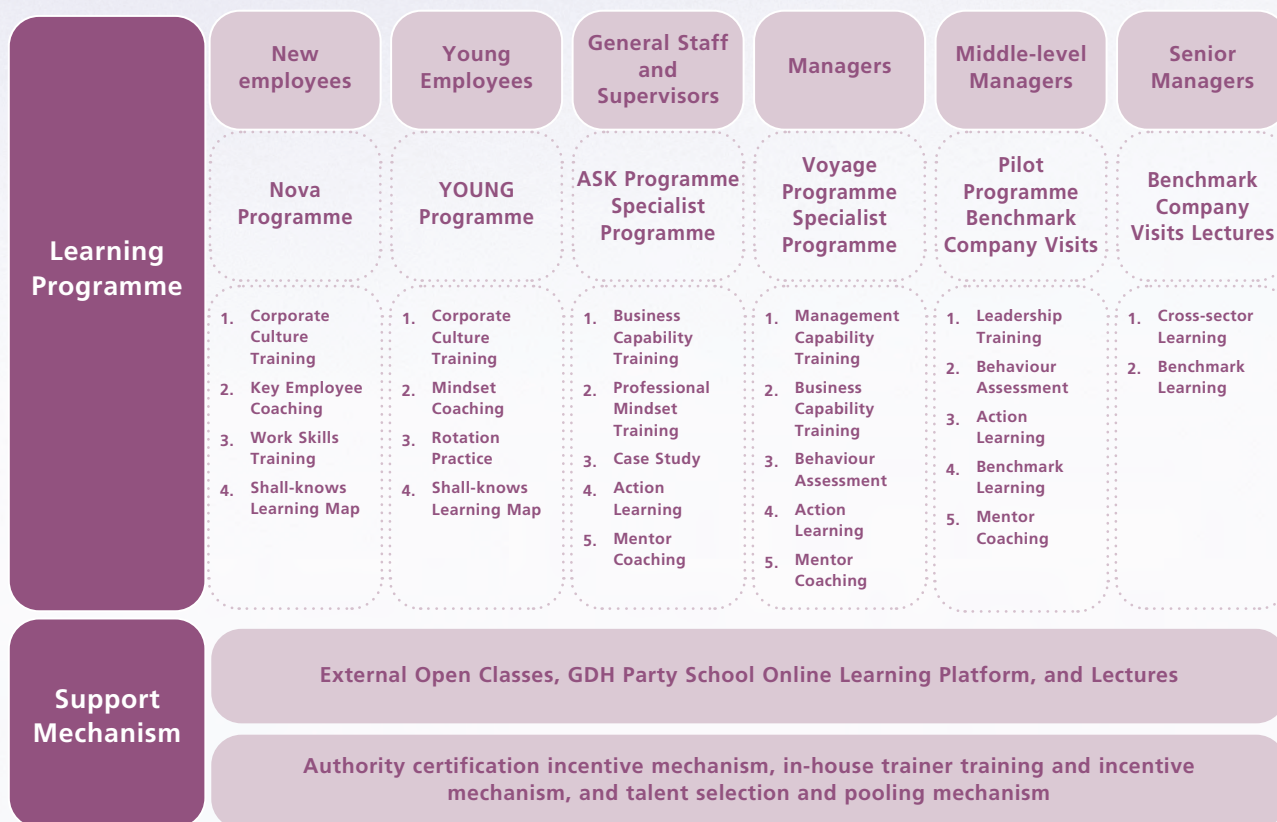 Learning
Programme
New
employees
Young
Employees
General Staff
and
Supervisors
Managers
Middle-level
Managers
Senior
Managers
Nova
Programme
YOUNG
Programme
ASK Programme
Specialist
Programme
Voyage
Programme
Specialist
Programme
Pilot
Programme
Benchmark
Company Visits
Benchmark
Company
Visits Lectures
1. Corporate
Culture
Training
2. Key Employee
Coaching
3. Work Skills
Training
4. Shall-knows
Learning Map
1. Corporate
Culture
Training
2. Mindset
Coaching
3. Rotation
Practice
4. Shall-knows
Learning Map
1. Business
Capability
Training
2. Professional
Mindset
Training
3. Case Study
4. Action
Learning
5. Mentor
Coaching
1. Management
Capability
Training
2. Business
Capability
Training
3. Behaviour
Assessment
4. Action
Learning
5. Mentor
Coaching
1. Leadership
Training
2. Behaviour
Assessment
3. Action
Learning
4. Benchmark
Learning
5. Mentor
Coaching
1. Cross-sector
Learning
2. Benchmark
Learning
Support
Mechanism
External Open Classes, GDH Party School Online Learning Platform, and Lectures
Authority certification incentive mechanism, in-house trainer training and incentive
mechanism, and talent selection and pooling mechanism